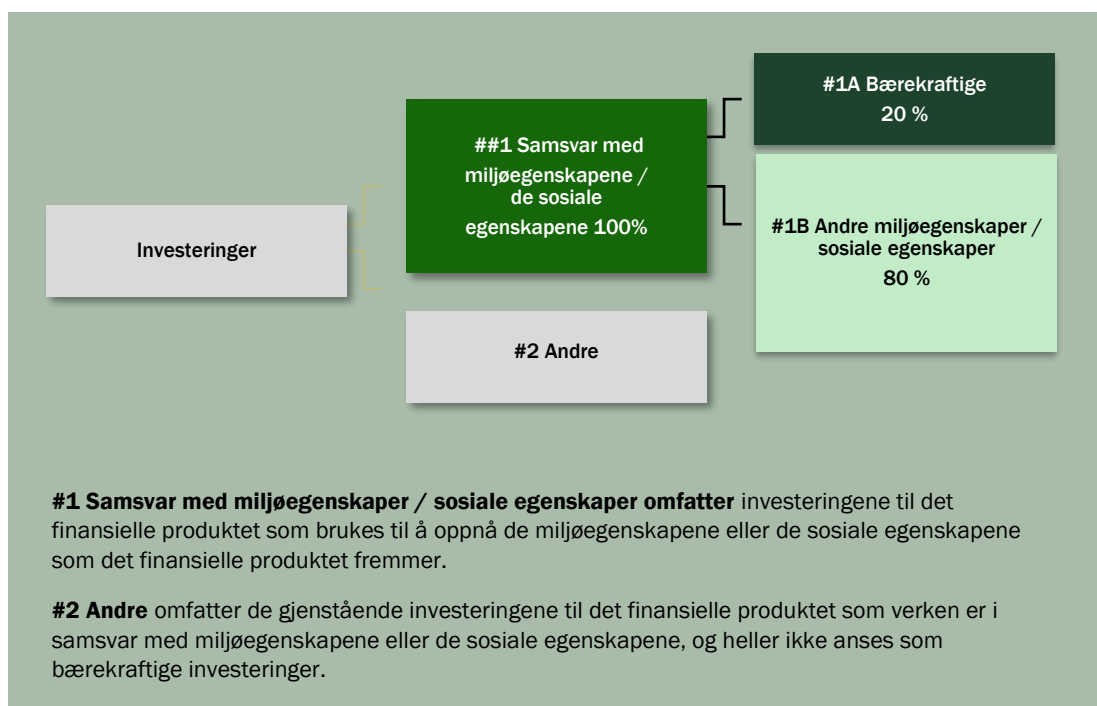 Investeringer
##1 Samsvar med
miljøegenskapene /
de sosiale
egenskapene 100%
#2 Andre
#1A Bærekraftige
20 %
#1B Andre miljøegenskaper /
sosiale egenskaper
80 %
#1 Samsvar med miljøegenskaper / sosiale egenskaper omfatter investeringene til det
finansielle produktet som brukes til å oppnå de miljøegenskapene eller de sosiale egenskapene
som det finansielle produktet fremmer.
#2 Andre omfatter de gjenstående investeringene til det finansielle produktet som verken er i
samsvar med miljøegenskapene eller de sosiale egenskapene, og heller ikke anses som
bærekraftige investeringer.